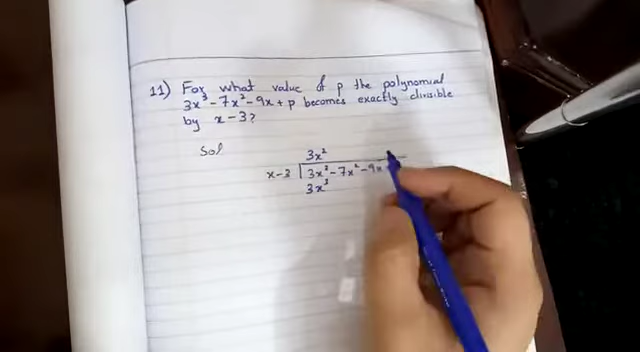 11) For what value of p the polynomial
3x³ - 7x² - 9x + p becomes exactly divisible
by x - 3?
Sol
3x²
x-3 3x³ - 7x² - 9x
3x³